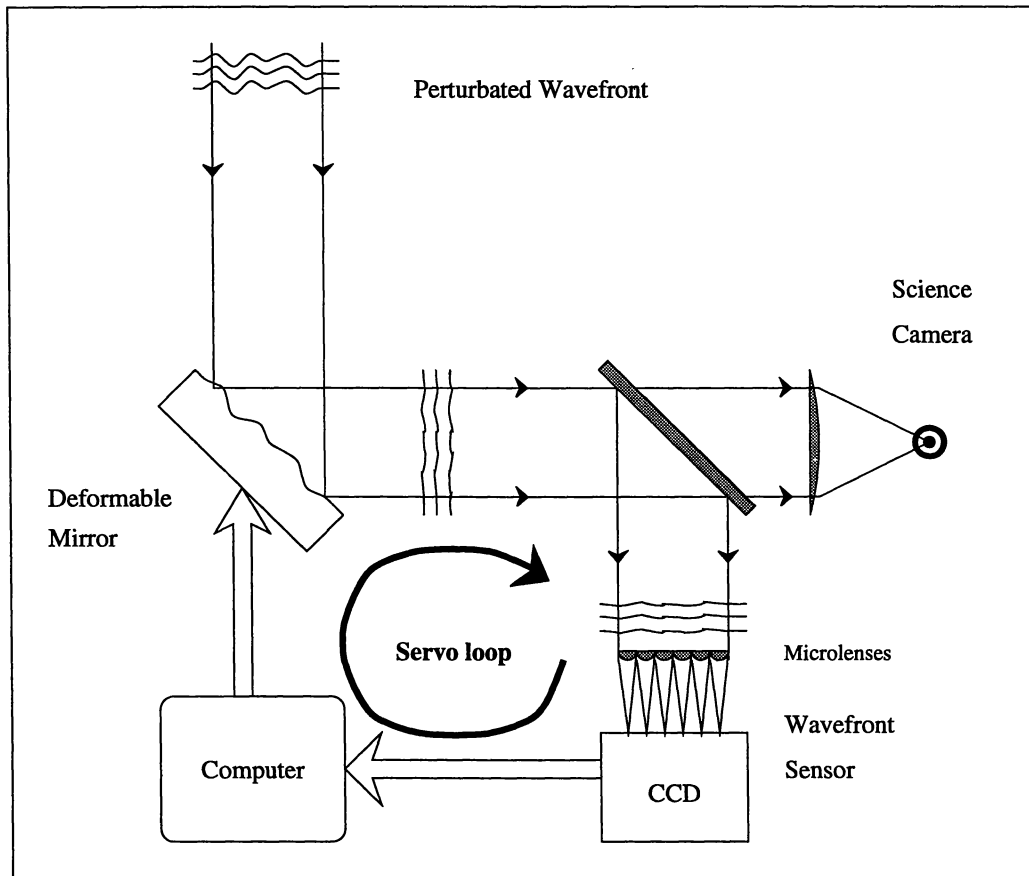 Perturbated Wavefront
Science
Camera
Deformable
Mirror
Servo loop
Microlenses
Wavefront
Sensor
Computer
CCD